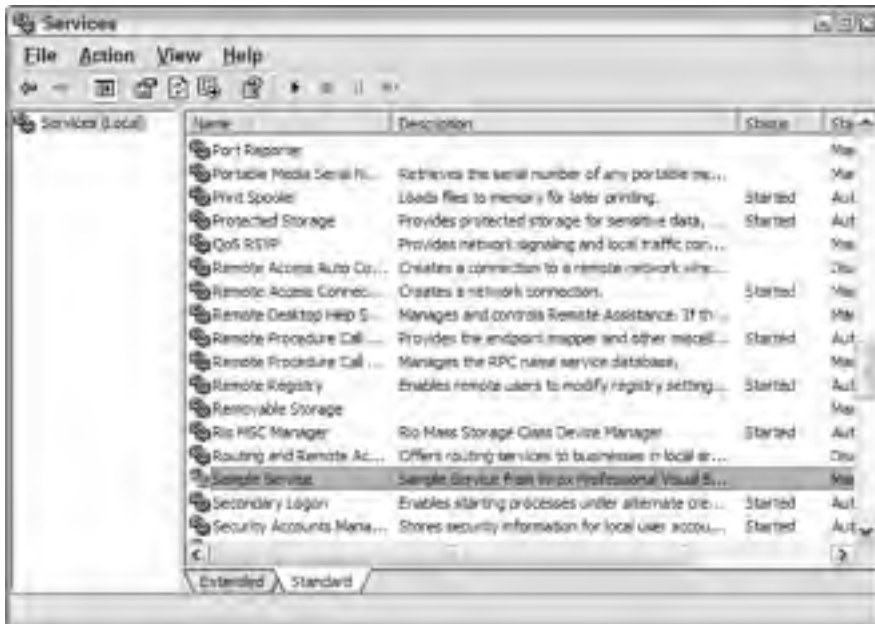 Services
File Action View Help
Services (Local)
Name Description Status Sta
Port Reporter Man
Portable Media Serial N... Retrieves the serial number of any portable me... Man
Print Spooler Loads files to memory for later printing. Started Aut
Protected Storage Provides protected storage for sensitive data, ... Started Aut
QoS RSVP Provides network signaling and local traffic con... Man
Remote Access Auto Co... Creates a connection to a remote network whe... Man
Remote Access Connec... Creates a network connection. Started Man
Remote Desktop Help S... Manages and controls Remote Assistance. If th... Man
Remote Procedure Call ... Provides the endpoint mapper and other miscell... Started Aut
Remote Procedure Call ... Manages the RPC name service database. Man
Remote Registry Enables remote users to modify registry setting... Started Aut
Removable Storage Man
Rio MSC Manager Rio Mass Storage Class Device Manager Started Aut
Routing and Remote Ac... Offers routing services to businesses in local ar... Disa
Sample Service Sample Service from Wrox Professional Visual B... Man
Secondary Logon Enables starting processes under alternate cre... Started Aut
Security Accounts Mana... Stores security information for local user accou... Started Aut
Extended Standard